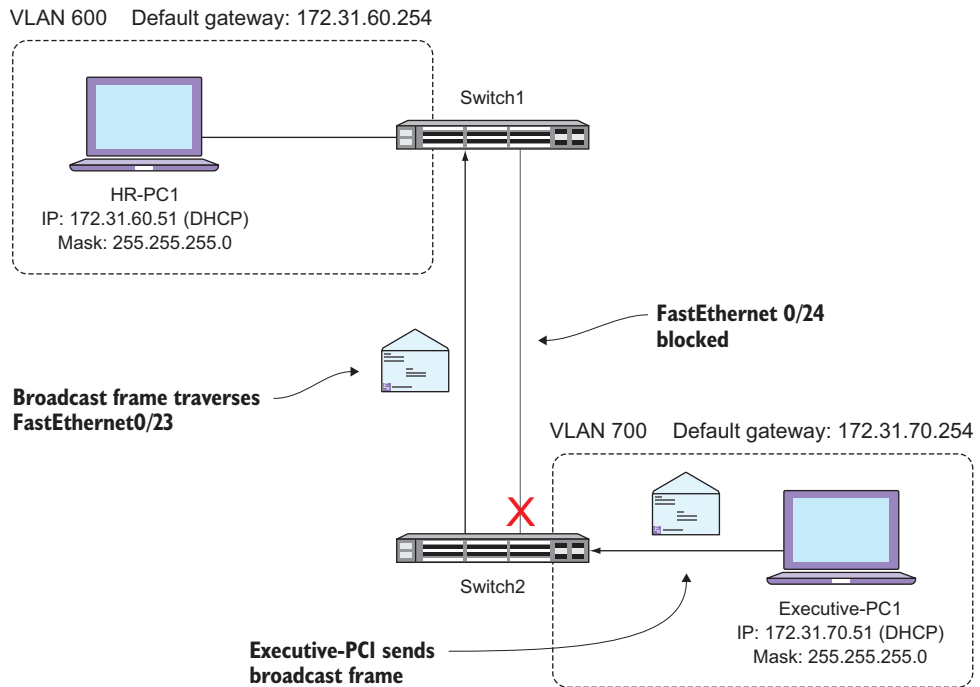 VLAN 600 Default gateway: 172.31.60.254
Switch1
HR-PC1
IP: 172.31.60.51 (DHCP)
Mask: 255.255.255.0
FastEthernet 0/24
blocked
Broadcast frame traverses
FastEthernet0/23
VLAN 700 Default gateway: 172.31.70.254
X
Switch2
Executive-PC1
IP: 172.31.70.51 (DHCP)
Mask: 255.255.255.0
Executive-PCI sends
broadcast frame